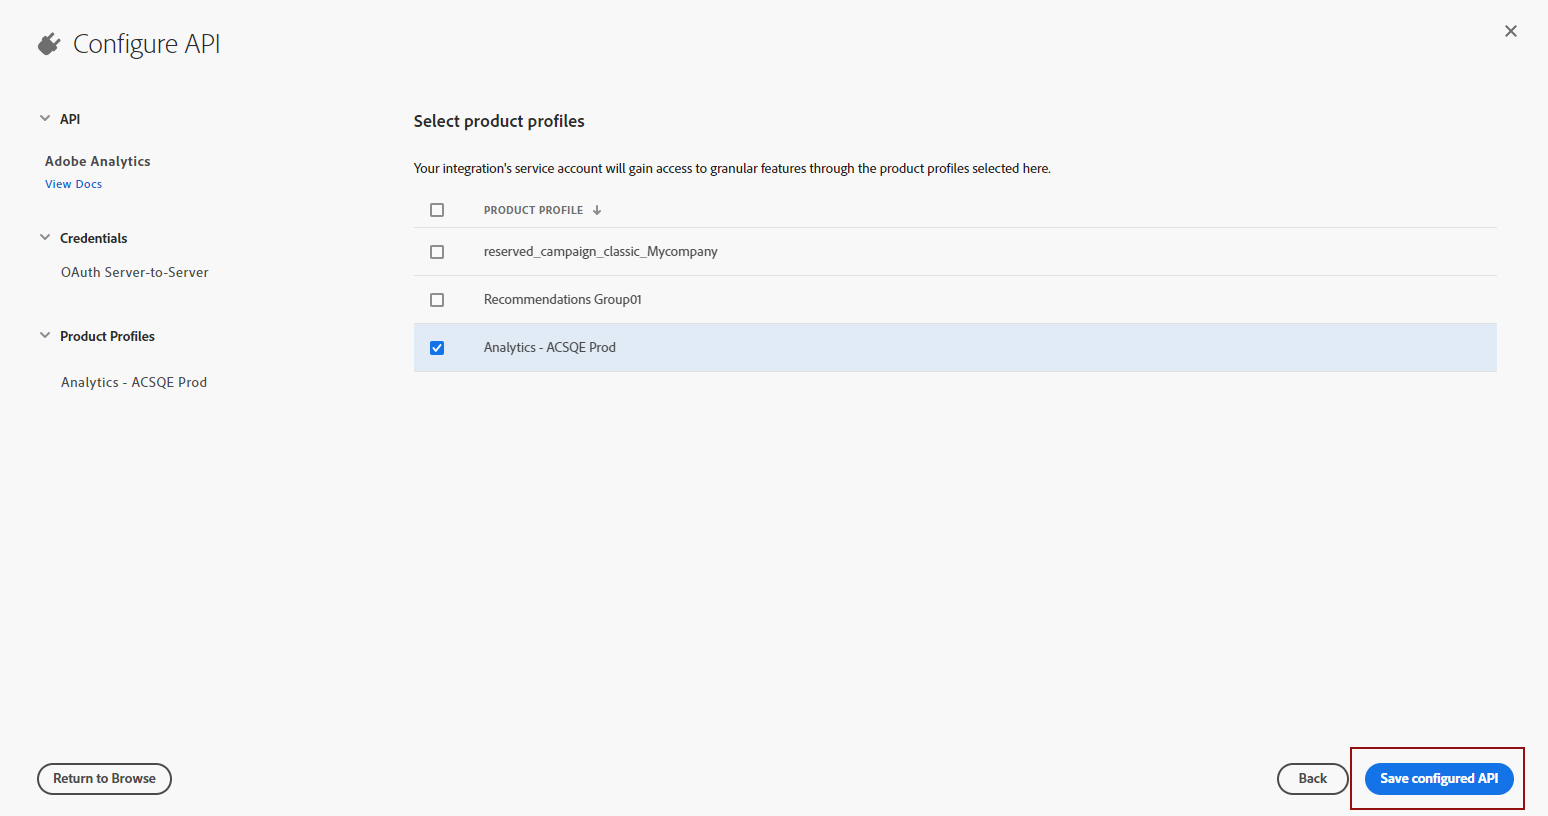 Configure API
API
Adobe Analytics
View Docs
Credentials
OAuth Server-to-Server
Product Profiles
Analytics - ACSQE Prod
Select product profiles
Your integration's service account will gain access to granular features through the product profiles selected here.
PRODUCT PROFILE
reserved_campaign_classic_Mycompany
Recommendations Group01
Analytics - ACSQE Prod
Return to Browse
Back
Save configured API